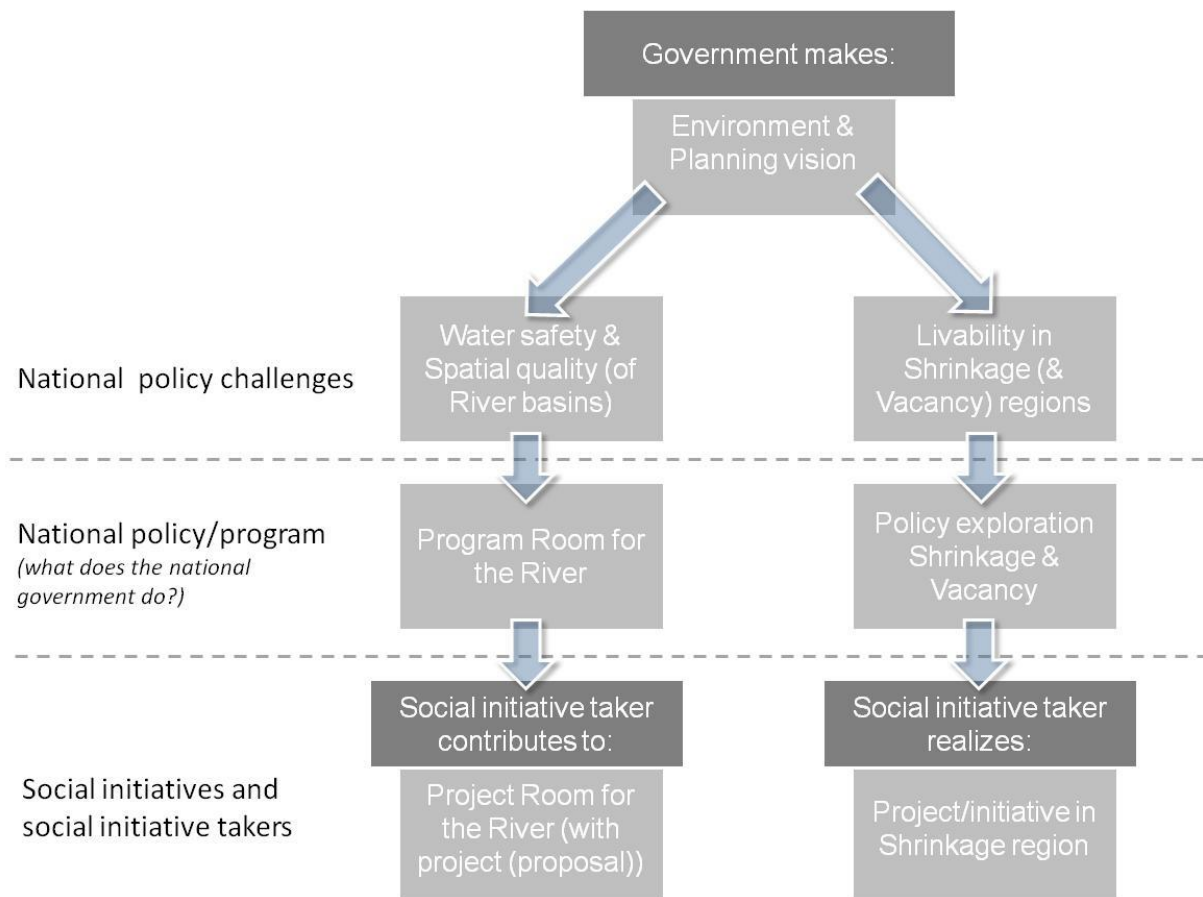 Government makes:
Environment &
Planning vision
National policy challenges
Water safety &
Spatial quality (of
River basins)
Livability in
Shrinkage (&
Vacancy) regions
National policy/program
(what does the national
government do?)
Program Room for
the River
Policy exploration
Shrinkage &
Vacancy
Social initiatives and
social initiative takers
Social initiative taker
contributes to:
Project Room for
the River (with
project (proposal))
Social initiative taker
realizes:
Project/initiative in
Shrinkage region